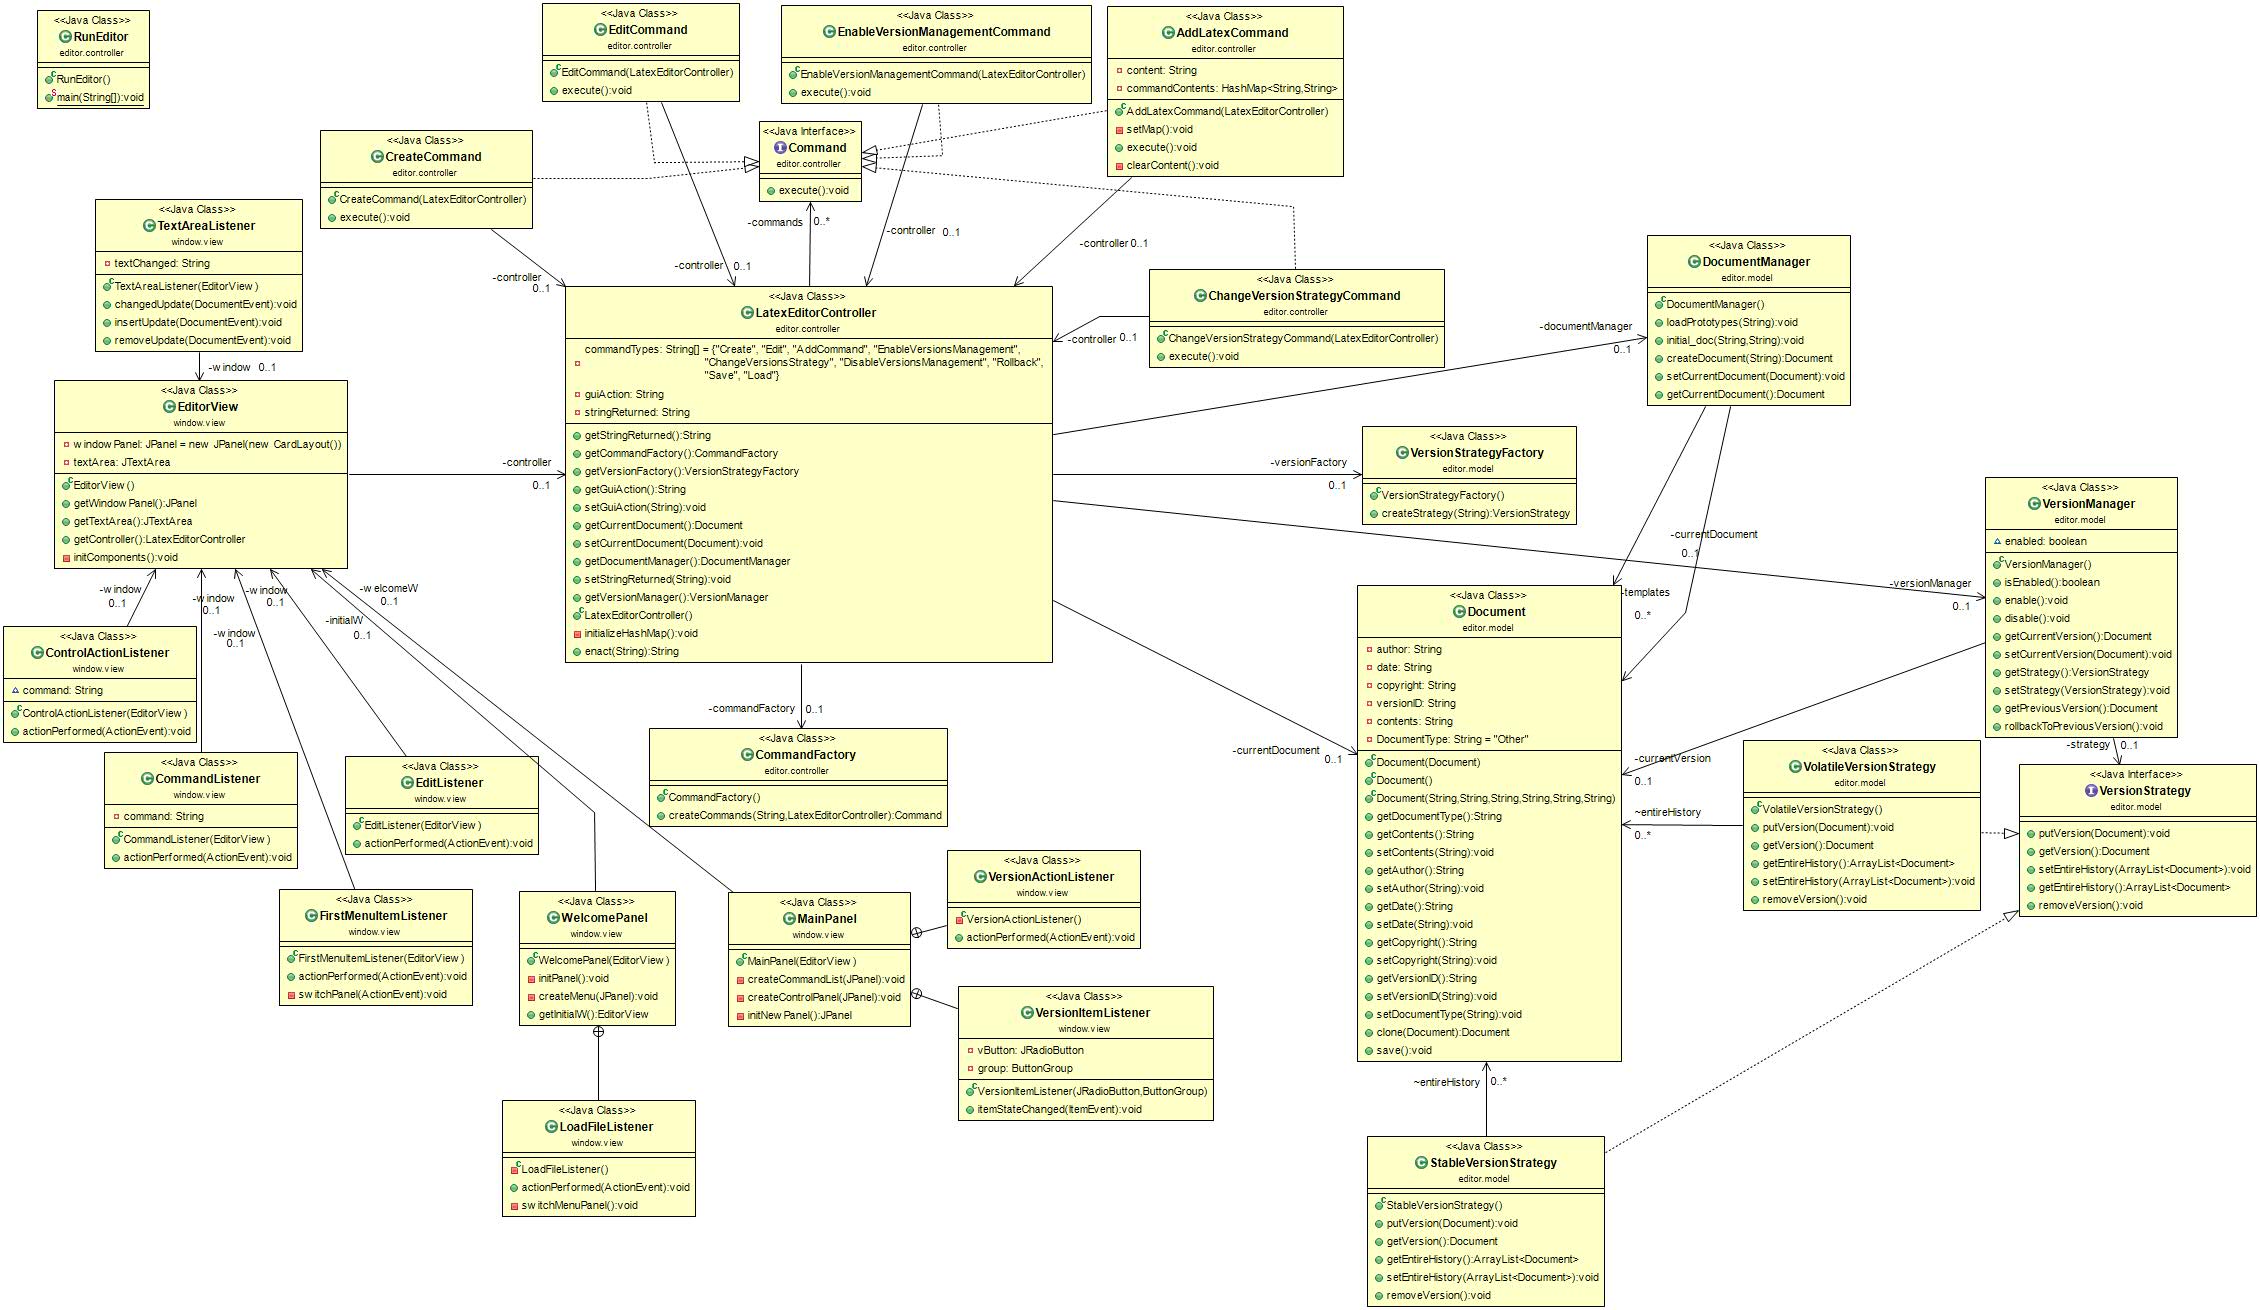 <<Java Class>>
RunEditor
editor.controller
RunEditor()
main(String[]):void
<<Java Class>>
EditCommand
editor.controller
EditCommand(LatexEditorController)
execute():void
<<Java Class>>
EnableVersionManagementCommand
editor.controller
EnableVersionManagementCommand(LatexEditorController)
execute():void
<<Java Class>>
AddLatexCommand
editor.controller
content: String
commandContents: HashMap<String,String>
AddLatexCommand(LatexEditorController)
setMap():void
execute():void
clearContent():void
<<Java Interface>>
Command
editor.controller
execute():void
<<Java Class>>
CreateCommand
editor.controller
CreateCommand(LatexEditorController)
execute():void
<<Java Class>>
TextAreaListener
window.view
textChanged: String
TextAreaListener(EditorView)
changedUpdate(DocumentEvent):void
insertUpdate(DocumentEvent):void
removeUpdate(DocumentEvent):void
-window 0..1
-controller
0..1
-controller 0..1
-commands 0..*
-controller 0..1
-controller 0..1
<<Java Class>>
ChangeVersionStrategyCommand
editor.controller
ChangeVersionStrategyCommand(LatexEditorController)
execute():void
-controller 0..1
<<Java Class>>
DocumentManager
editor.model
DocumentManager()
loadPrototypes(String):void
initial_doc(String,String):void
createDocument(String):Document
setCurrentDocument(Document):void
getCurrentDocument():Document
-documentManager
0..1
<<Java Class>>
LatexEditorController
editor.controller
commandTypes: String[] = {"Create", "Edit", "AddCommand", "EnableVersionsManagement",
"ChangeVersionsStrategy", "DisableVersionsManagement", "Rollback",
"Save", "Load"}
guiAction: String
stringReturned: String
getStringReturned():String
getCommandFactory():CommandFactory
getVersionFactory():VersionStrategyFactory
getGuiAction():String
setGuiAction(String):void
getCurrentDocument():Document
setCurrentDocument(Document):void
getDocumentManager():DocumentManager
setStringReturned(String):void
getVersionManager():VersionManager
LatexEditorController()
initializeHashMap():void
enact(String):String
<<Java Class>>
EditorView
window.view
windowPanel: JPanel = new JPanel(new CardLayout())
textArea: JTextArea
EditorView()
getWindowPanel():JPanel
getTextArea():JTextArea
getController():LatexEditorController
initComponents():void
-controller
0..1
<<Java Class>>
VersionStrategyFactory
editor.model
VersionStrategyFactory()
createStrategy(String):VersionStrategy
-versionFactory
0..1
<<Java Class>>
VersionManager
editor.model
enabled: boolean
VersionManager()
isEnabled():boolean
enable():void
disable():void
getCurrentVersion():Document
setCurrentVersion(Document):void
getStrategy():VersionStrategy
setStrategy(VersionStrategy):void
getPreviousVersion():Document
rollbackToPreviousVersion():void
-versionManager
0..1
-currentDocument
0..1
-templates
0..*
-strategy 0..1
-window
0..1
-window
0..1
-window
0..1
-window
0..1
-initialW
0..1
-welcomeW
0..1
<<Java Class>>
ControlActionListener
window.view
command: String
ControlActionListener(EditorView)
actionPerformed(ActionEvent):void
<<Java Class>>
CommandListener
window.view
command: String
CommandListener(EditorView)
actionPerformed(ActionEvent):void
<<Java Class>>
EditListener
window.view
EditListener(EditorView)
actionPerformed(ActionEvent):void
<<Java Class>>
FirstMenuItemListener
window.view
FirstMenuItemListener(EditorView)
actionPerformed(ActionEvent):void
switchPanel(ActionEvent):void
-commandFactory 0..1
<<Java Class>>
CommandFactory
editor.controller
CommandFactory()
createCommands(String,LatexEditorController):Command
<<Java Class>>
WelcomePanel
window.view
WelcomePanel(EditorView)
initPanel():void
createMenu(JPanel):void
getInitialW():EditorView
<<Java Class>>
MainPanel
window.view
MainPanel(EditorView)
createCommandList(JPanel):void
createControlPanel(JPanel):void
initNewPanel():JPanel
<<Java Class>>
VersionActionListener
window.view
VersionActionListener()
actionPerformed(ActionEvent):void
<<Java Class>>
VersionItemListener
window.view
vButton: JRadioButton
group: ButtonGroup
VersionItemListener(JRadioButton,ButtonGroup)
itemStateChanged(ItemEvent):void
<<Java Class>>
LoadFileListener
window.view
LoadFileListener()
actionPerformed(ActionEvent):void
switchMenuPanel():void
-currentDocument
0..1
<<Java Class>>
Document
editor.model
author: String
date: String
copyright: String
versionID: String
contents: String
DocumentType: String = "Other"
Document(Document)
Document()
Document(String,String,String,String,String,String)
getDocumentType():String
getContents():String
setContents(String):void
getAuthor():String
setAuthor(String):void
getDate():String
setDate(String):void
getCopyright():String
setCopyright(String):void
getVersionID():String
setVersionID(String):void
setDocumentType(String):void
clone(Document):Document
save():void
-currentVersion
0..1
~entireHistory
0..*
<<Java Class>>
VolatileVersionStrategy
editor.model
VolatileVersionStrategy()
putVersion(Document):void
getVersion():Document
getEntireHistory():ArrayList<Document>
setEntireHistory(ArrayList<Document>):void
removeVersion():void
<<Java Interface>>
VersionStrategy
editor.model
putVersion(Document):void
getVersion():Document
setEntireHistory(ArrayList<Document>):void
getEntireHistory():ArrayList<Document>
removeVersion():void
~entireHistory 0..*
<<Java Class>>
StableVersionStrategy
editor.model
StableVersionStrategy()
putVersion(Document):void
getVersion():Document
getEntireHistory():ArrayList<Document>
setEntireHistory(ArrayList<Document>):void
removeVersion():void